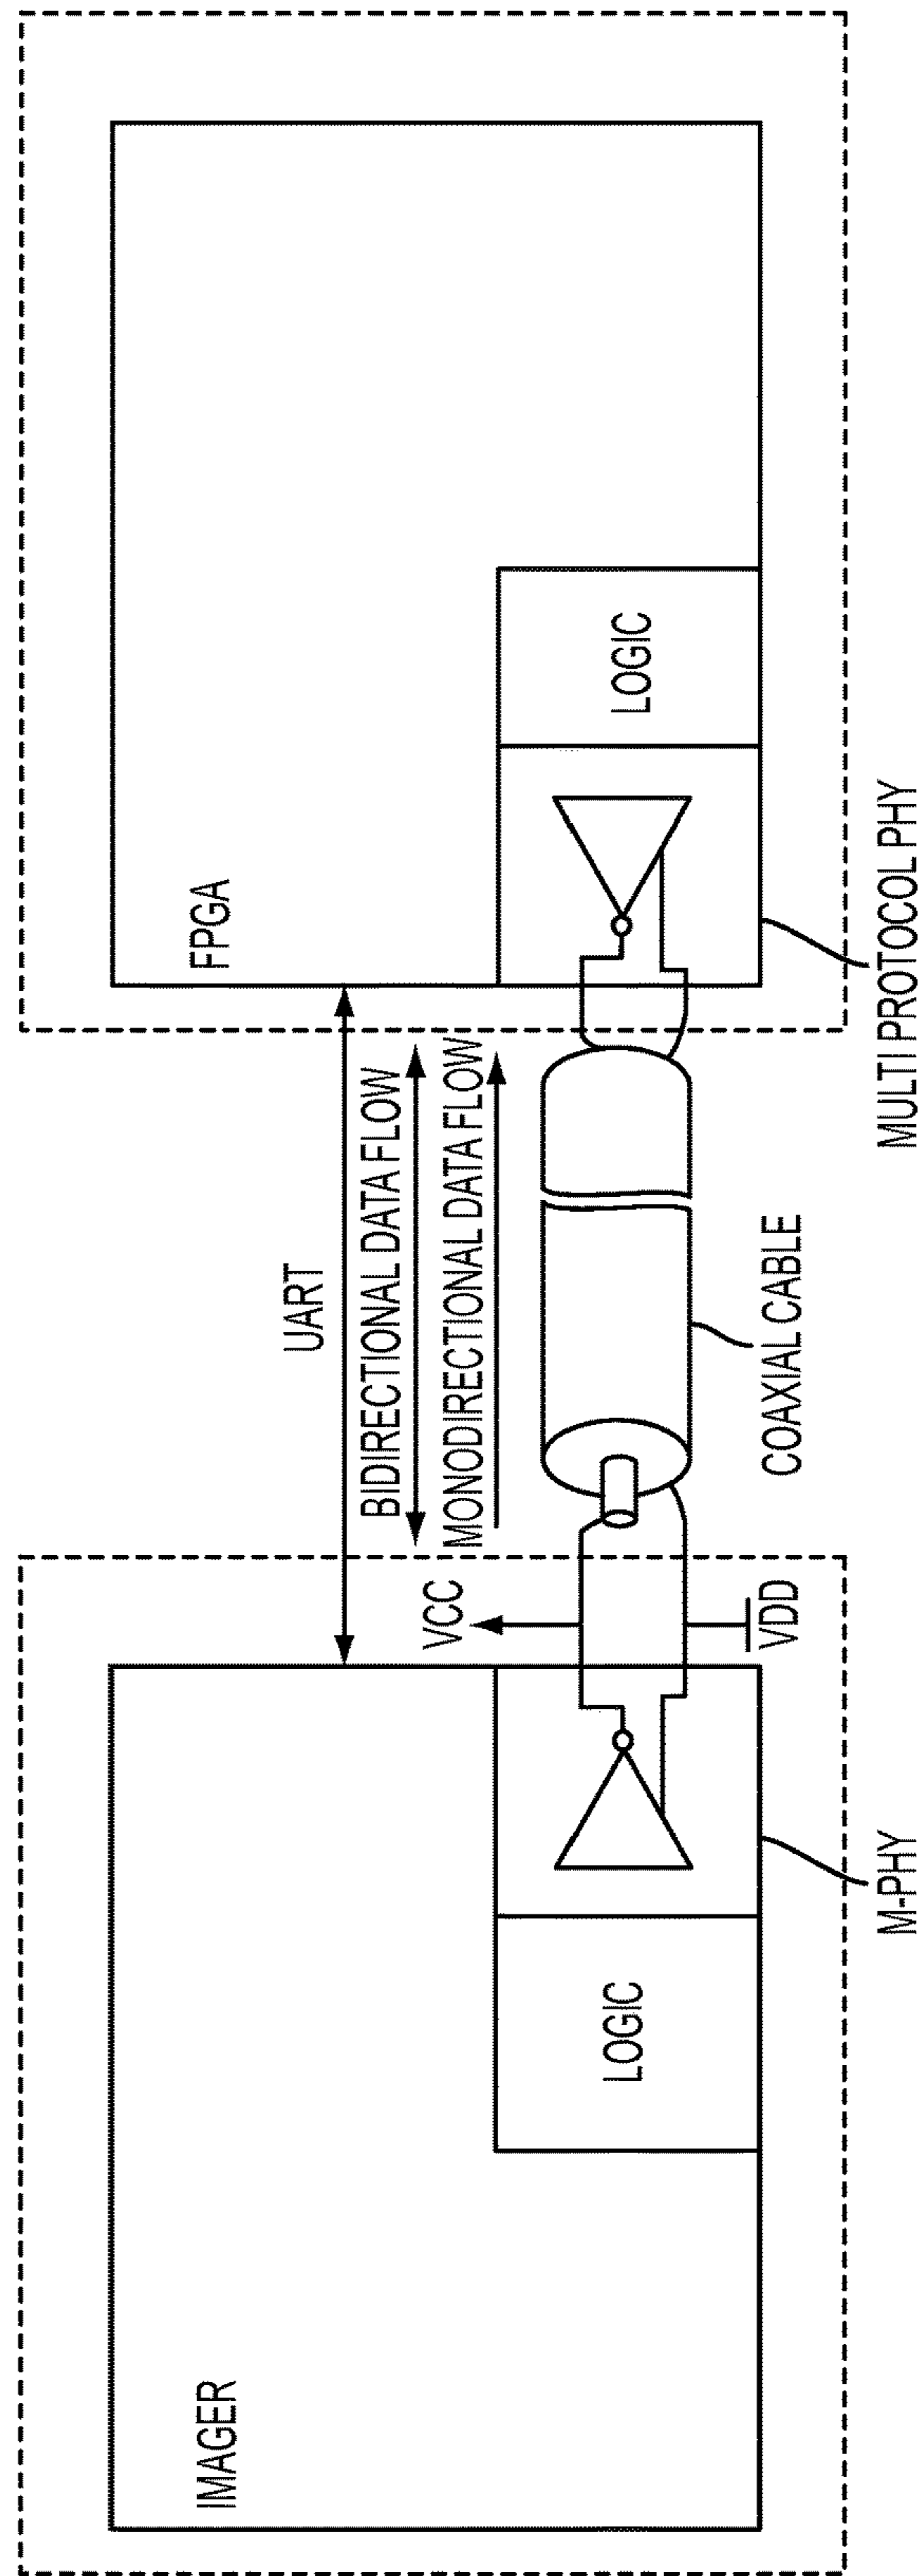 IMAGER
LOGIC
M-PHY
VCC
VDD
UART
BIDIRECTIONAL DATA FLOW
MONODIRECTIONAL DATA FLOW
COAXIAL CABLE
FPGA
LOGIC
MULTI PROTOCOL PHY